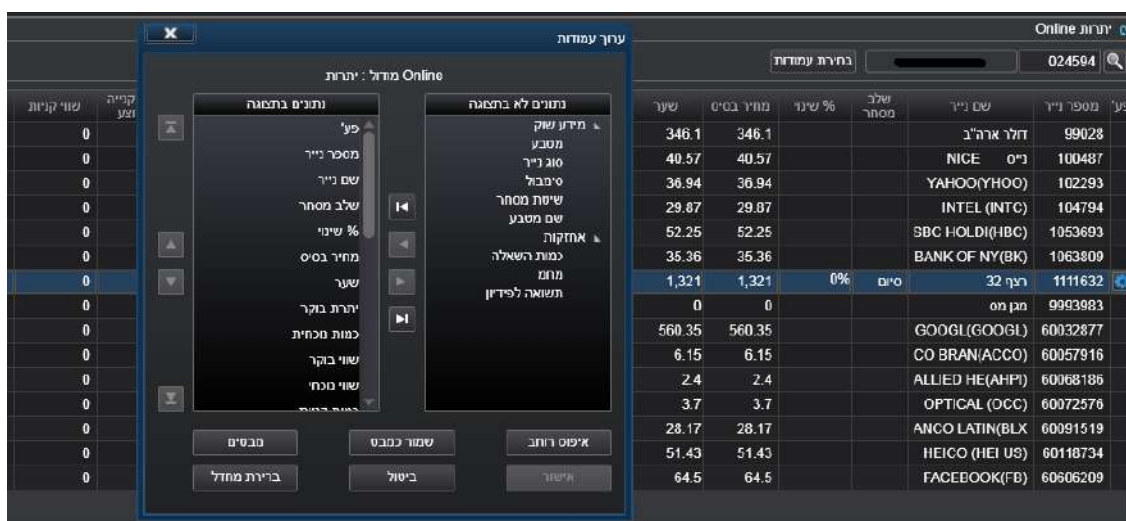 יתרות Online
024594
בחירת עמודות
פע' מספר נייר שם נייר שלב מסחר % שינוי מחיר בסיס שער
שווי קניות
99028 דולר ארה"ב 346.1 346.1 0
100487 נייס NICE 40.57 40.57 0
102293 YAHOO(YHOO) 36.94 36.94 0
104794 INTEL (INTC) 29.87 29.87 0
1053693 SBC HOLDI(HBC) 52.25 52.25 0
1063809 BANK OF NY(BK) 35.36 35.36 0
1111632 רצף 32 סיום 0% 1,321 1,321 0
9993983 מגן מס 0 0 0
60032877 GOOGL(GOOGL) 560.35 560.35 0
60057916 CO BRAN(ACCO) 6.15 6.15 0
60068186 ALLIED HE(AHPI) 2.4 2.4 0
60072576 OPTICAL (OCC) 3.7 3.7 0
60091519 ANCO LATIN(BLX 28.17 28.17 0
60118734 HEICO (HEI US) 51.43 51.43 0
60606209 FACEBOOK(FB) 64.5 64.5 0
ערוך עמודות
מודול : יתרות Online
נתונים לא בתצוגה
מידע שוק
מטבע
סוג נייר
סימבול
שיטת מסחר
שם מטבע
אחזקות
כמות השאלה
מחמ
תשואה לפידיון
נתונים בתצוגה
פע'
מספר נייר
שם נייר
שלב מסחר
% שינוי
מחיר בסיס
שער
יתרת בוקר
כמות נוכחית
שווי בוקר
שווי נוכחי
כמות קניות
איפוס רוחב
שמור כמבט
מבטים
אישור
ביטול
ברירת מחדל